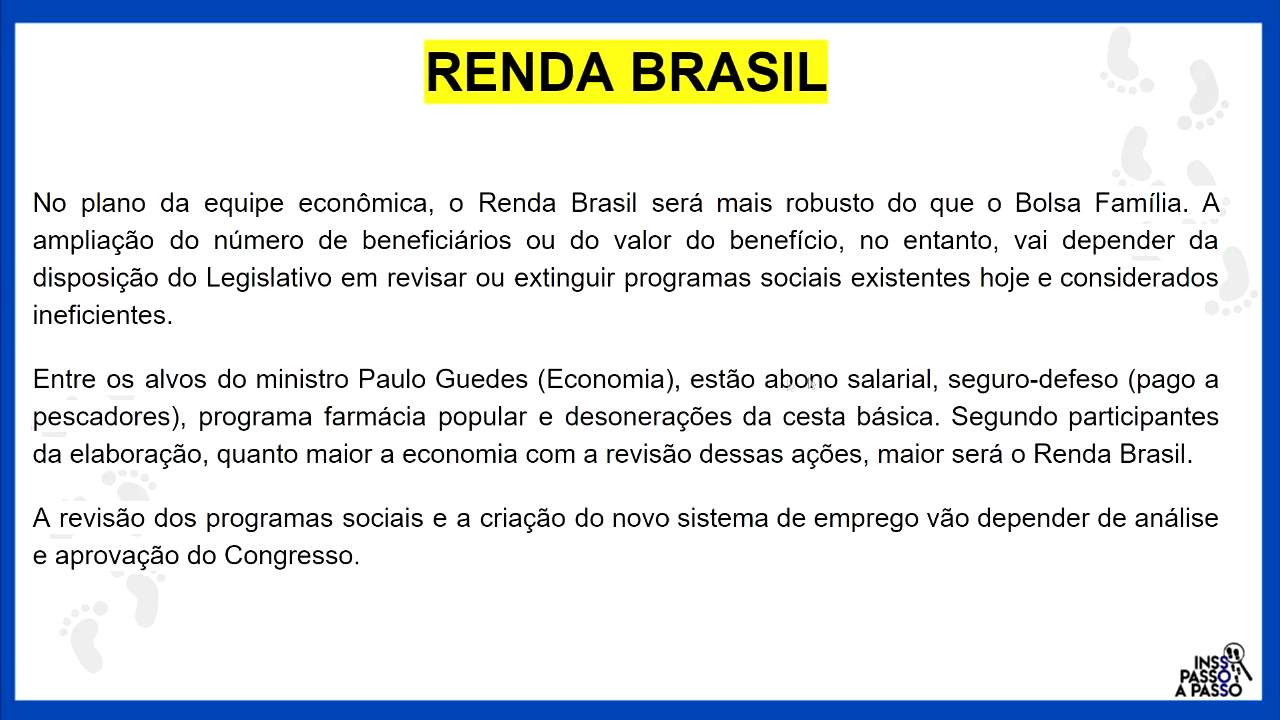 RENDA BRASIL
No plano da equipe econômica, o Renda Brasil será mais robusto do que o Bolsa Família. A
ampliação do número de beneficiários ou do valor do benefício, no entanto, vai depender da
disposição do Legislativo em revisar ou extinguir programas sociais existentes hoje e considerados
ineficientes.
Entre os alvos do ministro Paulo Guedes (Economia), estão abono salarial, seguro-defeso (pago a
pescadores), programa farmácia popular e desonerações da cesta básica. Segundo participantes
da elaboração, quanto maior a economia com a revisão dessas ações, maior será o Renda Brasil.
A revisão dos programas sociais e a criação do novo sistema de emprego vão depender de análise
e aprovação do Congresso.
INSS
PASSO
A PASSO